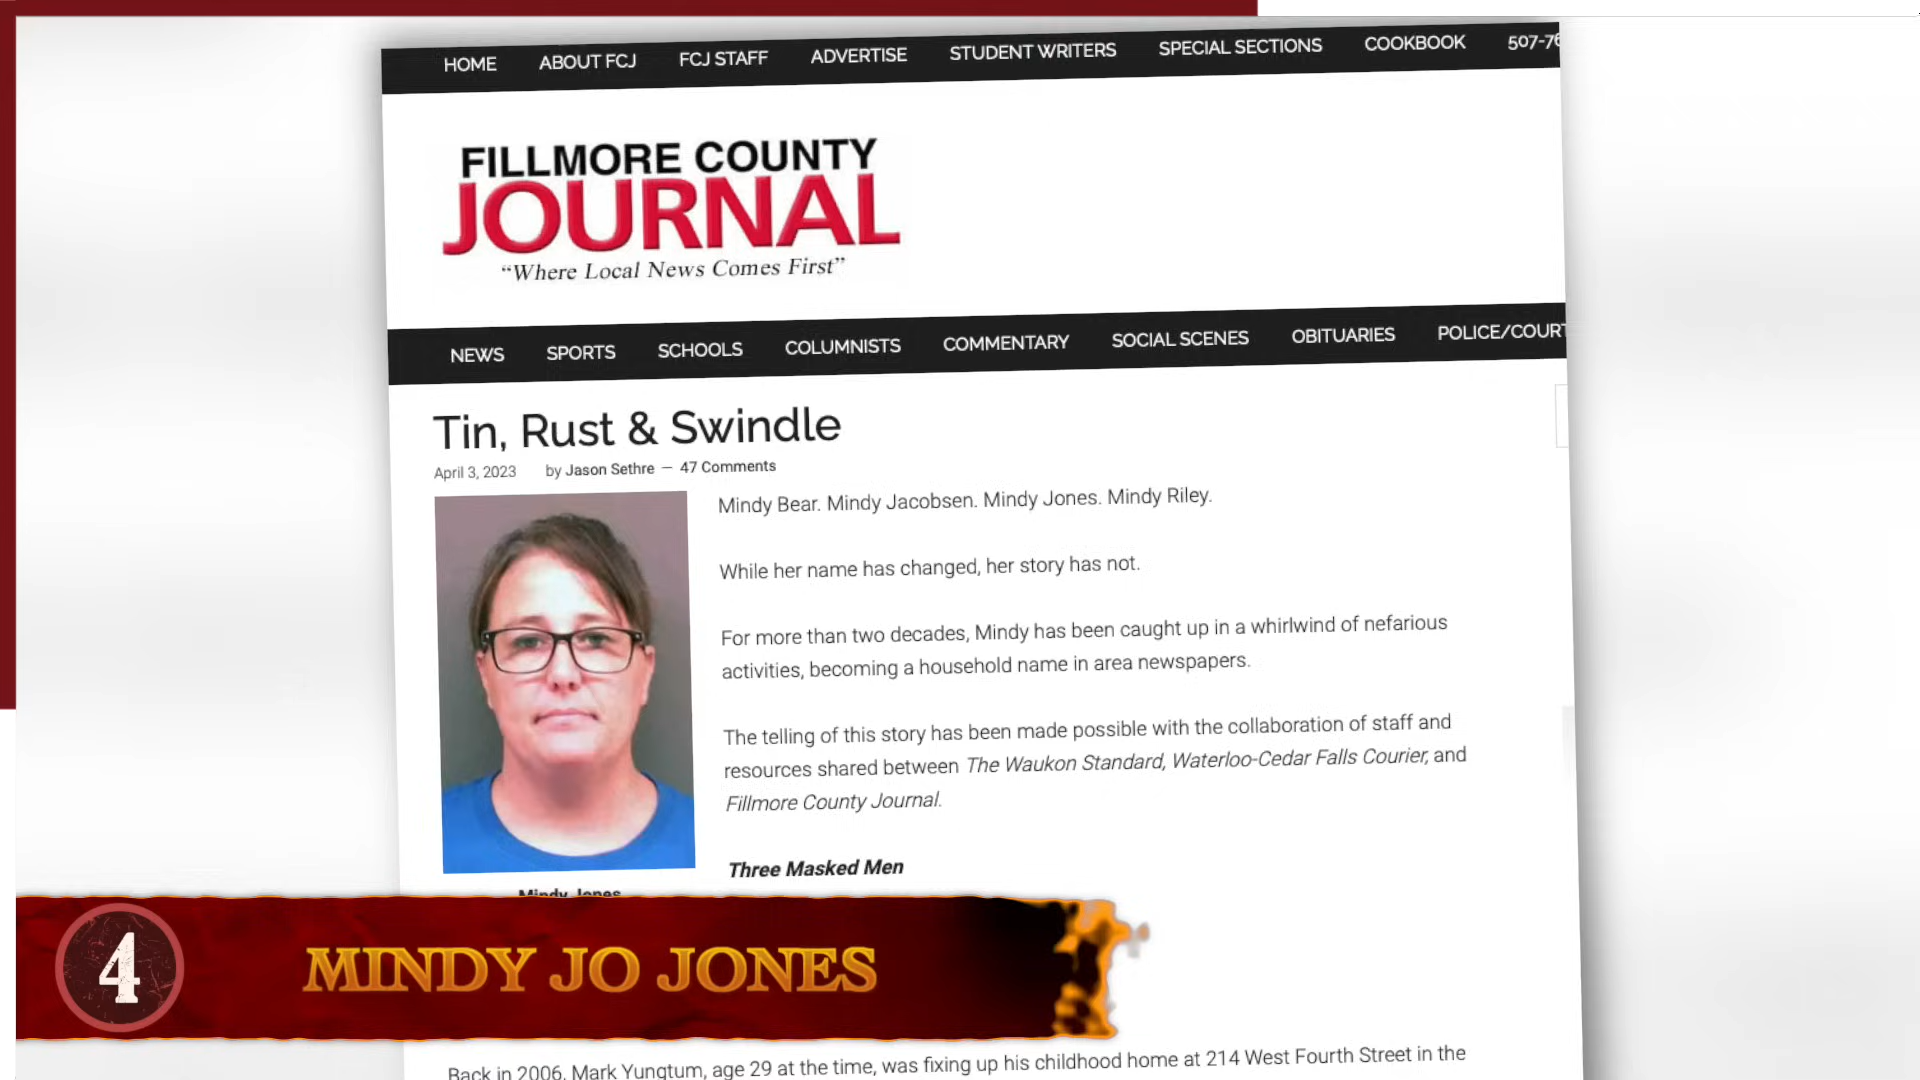 HOME ABOUT FCJ FCJ STAFF ADVERTISE STUDENT WRITERS SPECIAL SECTIONS COOKBOOK 507-76
FILLMORE COUNTY
JOURNAL
“Where Local News Comes First”
NEWS SPORTS SCHOOLS COLUMNISTS COMMENTARY SOCIAL SCENES OBITUARIES POLICE/COURT
Tin, Rust & Swindle
April 3, 2023 by Jason Sethre — 47 Comments
Mindy Bear. Mindy Jacobsen. Mindy Jones. Mindy Riley.
While her name has changed, her story has not.
For more than two decades, Mindy has been caught up in a whirlwind of nefarious
activities, becoming a household name in area newspapers.
The telling of this story has been made possible with the collaboration of staff and
resources shared between The Waukon Standard, Waterloo-Cedar Falls Courier, and
Fillmore County Journal.
Three Masked Men
Mindy Jones
4 MINDY JO JONES
Back in 2006, Mark Yungtum, age 29 at the time, was fixing up his childhood home at 214 West Fourth Street in the